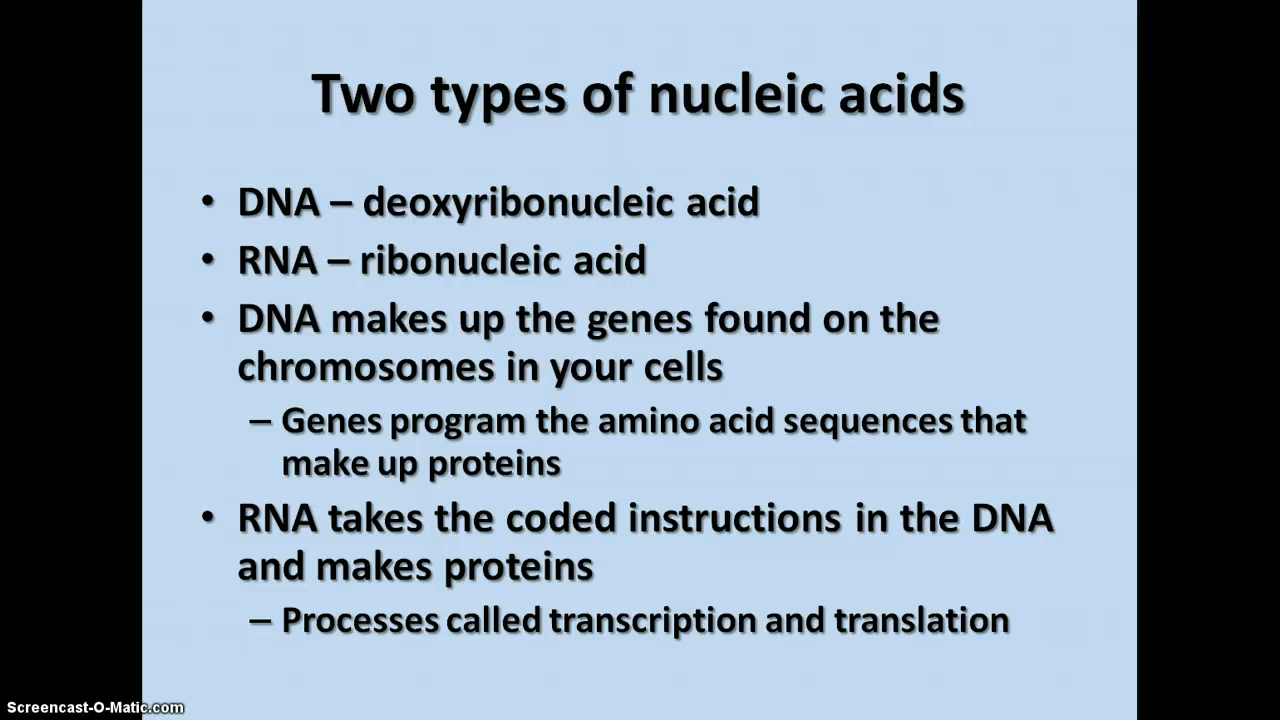 Two types of nucleic acids
• DNA – deoxyribonucleic acid
• RNA – ribonucleic acid
• DNA makes up the genes found on the
chromosomes in your cells
– Genes program the amino acid sequences that
make up proteins
• RNA takes the coded instructions in the DNA
and makes proteins
– Processes called transcription and translation
Screencast-O-Matic.com